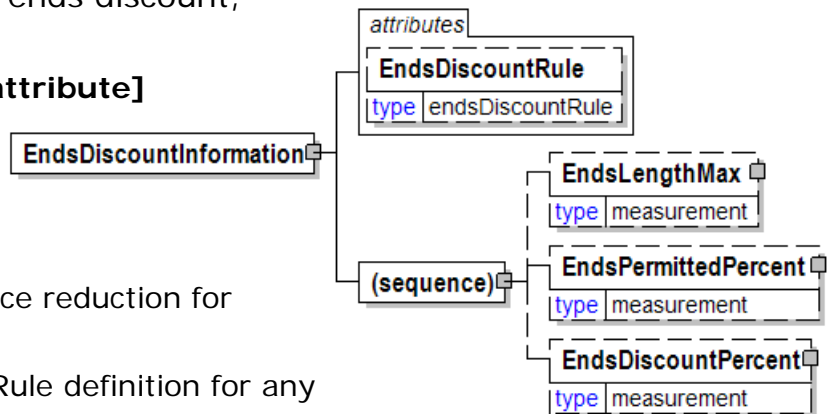 ends discount;
attributes
EndsDiscountRule
type endsDiscountRule
attribute]
EndsDiscountInformation
EndsLengthMax
type measurement
(sequence)
EndsPermittedPercent
type measurement
ce reduction for
EndsDiscountPercent
type measurement
Rule definition for any